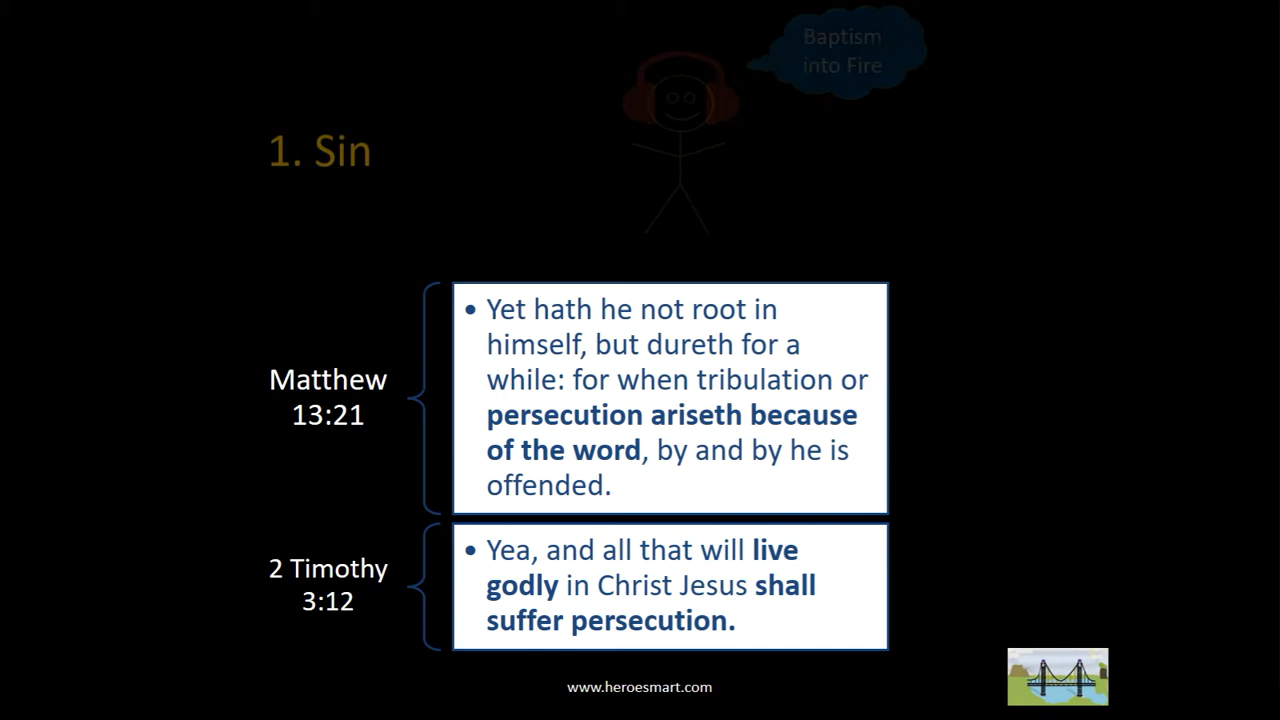 Baptism
into Fire
1. Sin
Matthew
13:21
• Yet hath he not root in
himself, but dureth for a
while: for when tribulation or
persecution ariseth because
of the word, by and by he is
offended.
2 Timothy
3:12
• Yea, and all that will live
godly in Christ Jesus shall
suffer persecution.
www.heroesmart.com